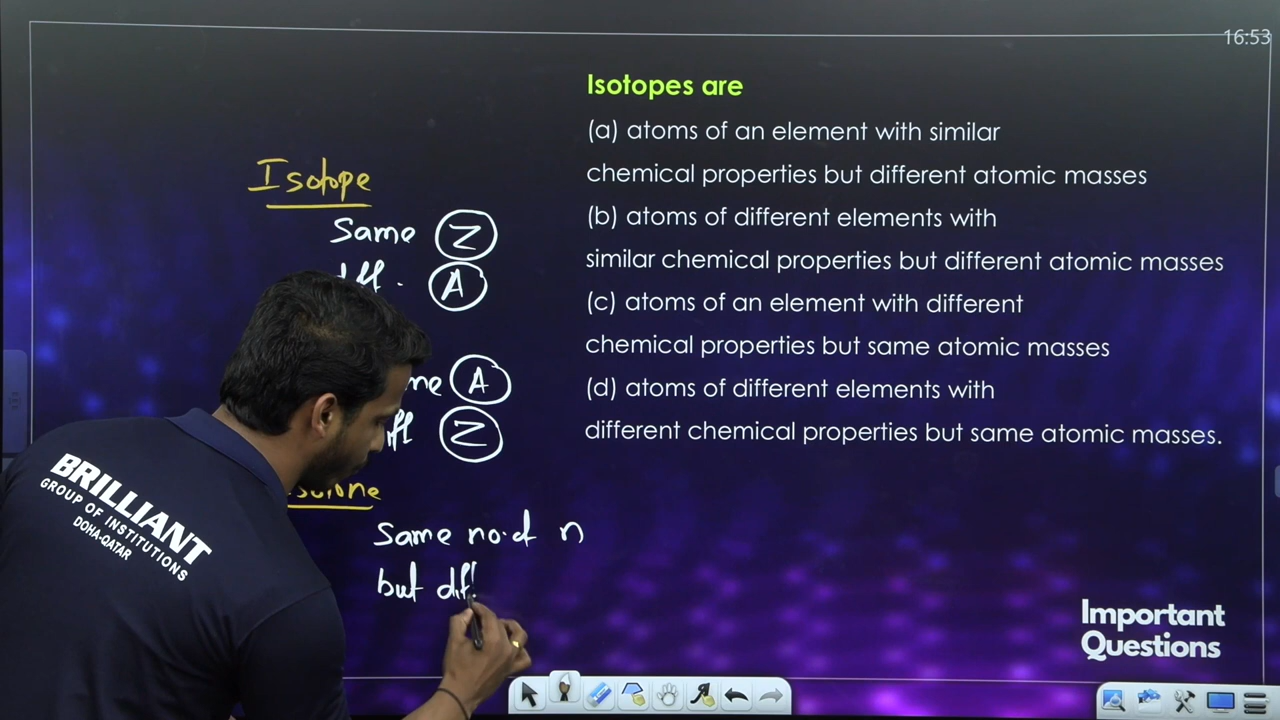 16:53
Isotopes are
(a) atoms of an element with similar
chemical properties but different atomic masses
(b) atoms of different elements with
similar chemical properties but different atomic masses
(c) atoms of an element with different
chemical properties but same atomic masses
(d) atoms of different elements with
different chemical properties but same atomic masses.
Isotope
Same Z
A
A
Z
Same no.of n
but diff
BRILLIANT
GROUP OF INSTITUTIONS
DOHA-QATAR
Important
Questions